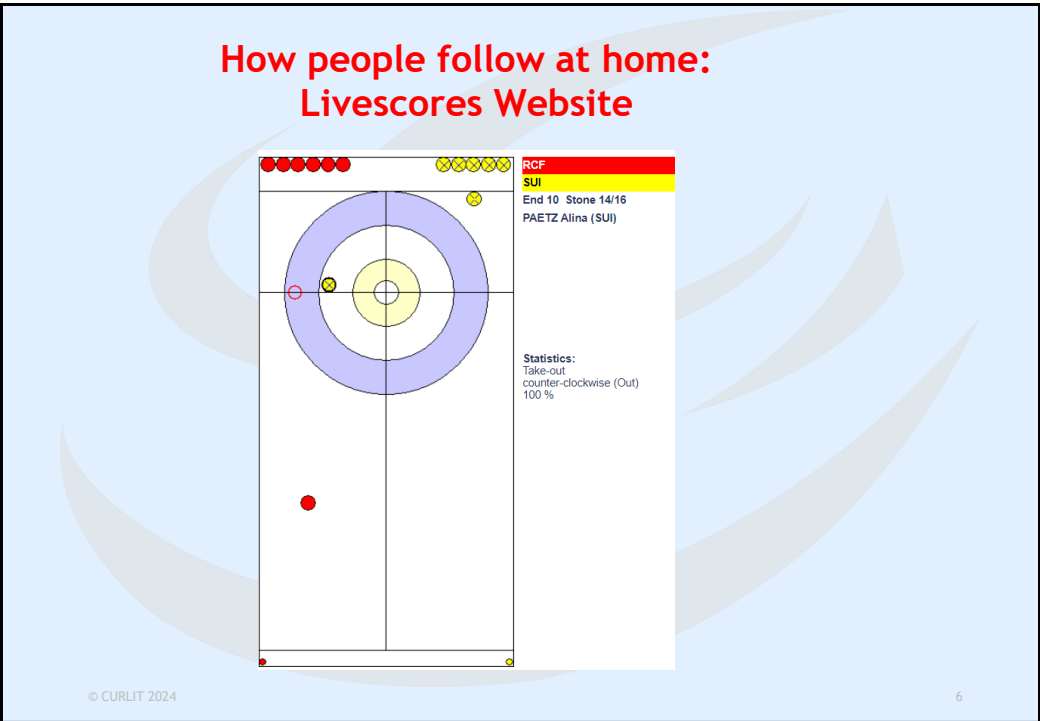 How people follow at home:
Livescores Website
RCF
SUI
End 10 Stone 14/16
PAETZ Alina (SUI)
Statistics:
Take-out
counter-clockwise (Out)
100 %
© CURLIT 2024
6